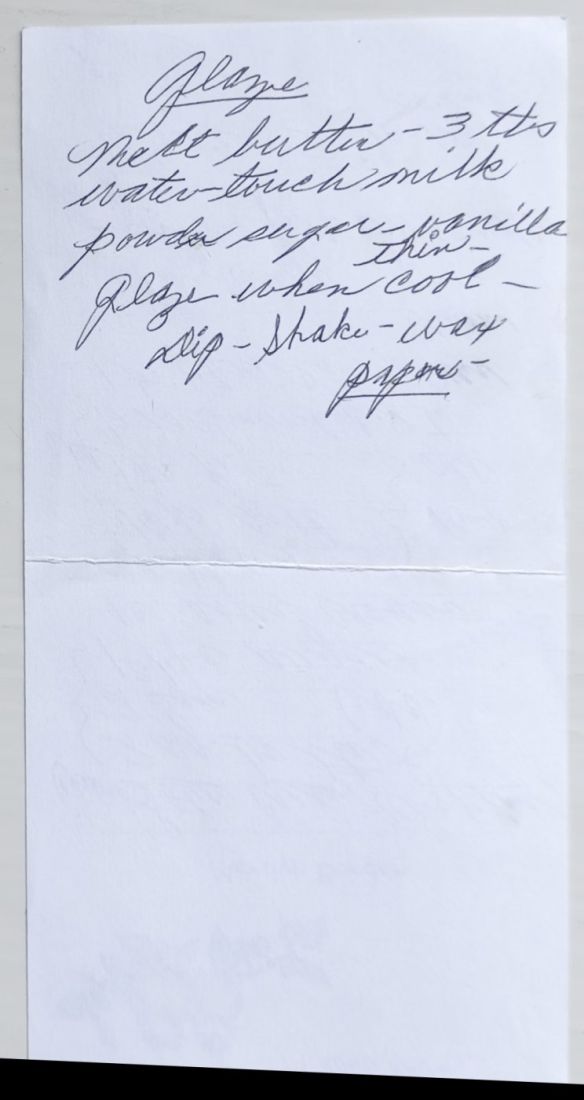 Glaze
Melt butter - 3 tbs
water - touch milk
powder sugar - vanilla
thin -
Glaze when cool -
Dip - Shake - wax
paper -